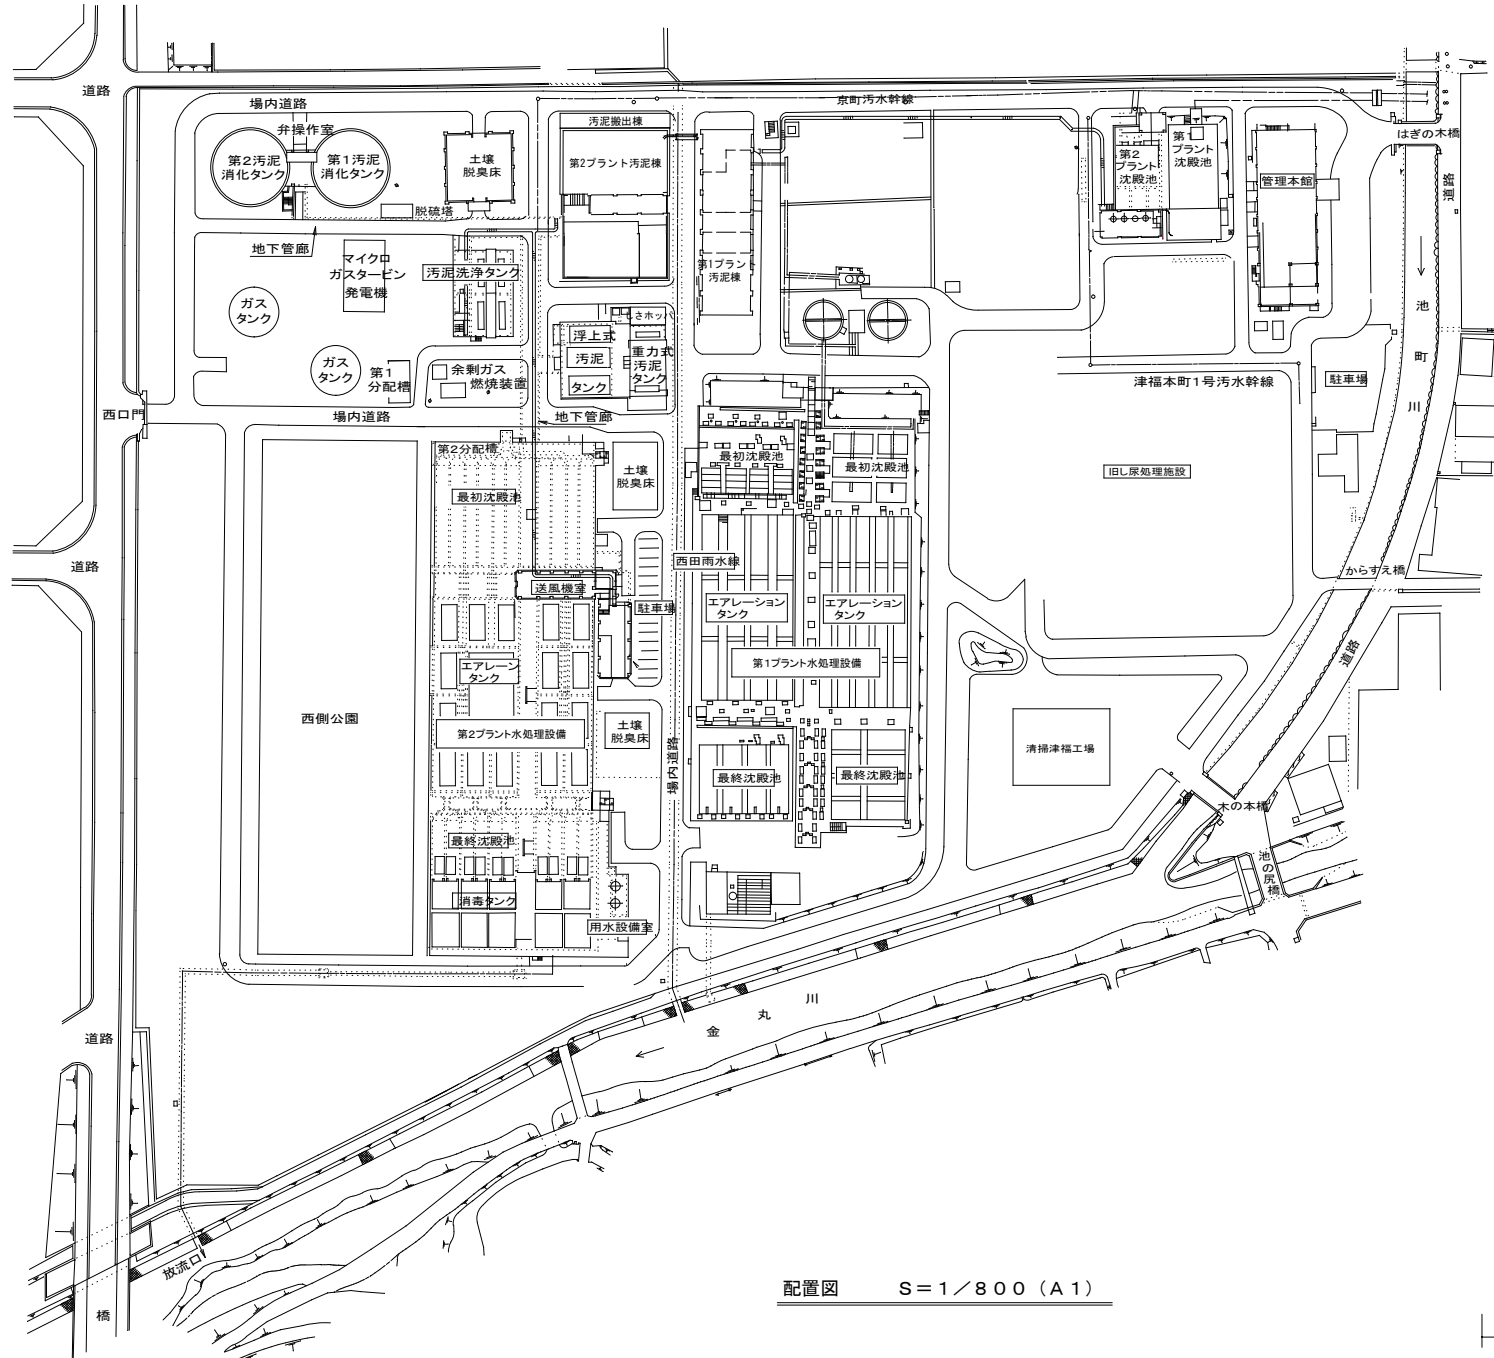 道路
場内道路
弁操作室
第2汚泥
消化タンク
第1汚泥
消化タンク
土壌
脱臭床
脱硫塔
地下管廊
汚泥搬出棟
第2プラント汚泥棟
京町汚水幹線
第1プラント
汚泥棟
第2
プラント
沈殿池
第1
プラント
沈殿池
管理本館
はぎの木橋
道路
マイクロ
ガスタービン
発電機
汚泥洗浄タンク
ガス
タンク
ガス
タンク
第1
分配槽
余剰ガス
燃焼装置
しさホッパ
浮上式
汚泥
タンク
重力式
汚泥
タンク
池
町
川
駐車場
津福本町1号汚水幹線
西口門
場内道路
地下管廊
第2分配槽
最初沈殿池
土壌
脱臭床
最初沈殿池
最初沈殿池
旧し尿処理施設
道路
西田雨水線
からすえ橋
送風機室
駐車場
エアレーション
タンク
エアレーション
タンク
道路
エアレーン
タンク
第1プラント水処理設備
西側公園
第2プラント水処理設備
土壌
脱臭床
場内道路
清掃津福工場
最終沈殿池
最終沈殿池
木の本橋
最終沈殿池
池の尻橋
消毒タンク
用水設備室
川
丸
金
道路
放流口
橋
配置図 S=1/800(A1)